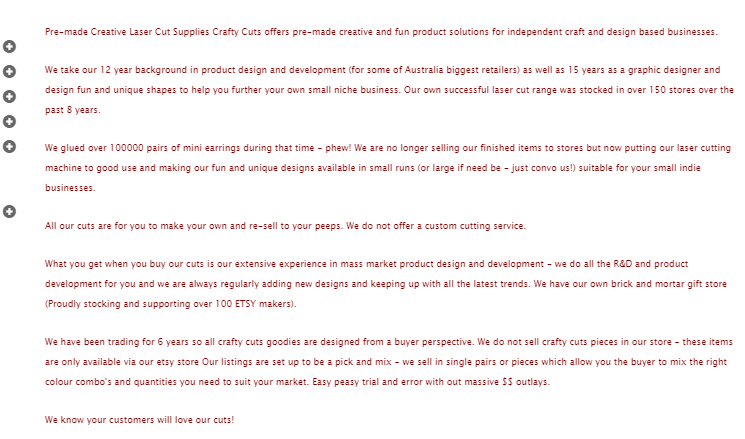 Pre-made Creative Laser Cut Supplies Crafty Cuts offers pre-made creative and fun product solutions for independent craft and design based businesses.
We take our 12 year background in product design and development (for some of Australia biggest retailers) as well as 15 years as a graphic designer and
design fun and unique shapes to help you further your own small niche business. Our own successful laser cut range was stocked in over 150 stores over the
past 8 years.
We glued over 100000 pairs of mini earrings during that time - phew! We are no longer selling our finished items to stores but now putting our laser cutting
machine to good use and making our fun and unique designs available in small runs (or large if need be - just convo us!) suitable for your small indie
businesses.
All our cuts are for you to make your own and re-sell to your peeps. We do not offer a custom cutting service.
What you get when you buy our cuts is our extensive experience in mass market product design and development - we do all the R&D and product
development for you and we are always regularly adding new designs and keeping up with all the latest trends. We have our own brick and mortar gift store
(Proudly stocking and supporting over 100 ETSY makers).
We have been trading for 6 years so all crafty cuts goodies are designed from a buyer perspective. We do not sell crafty cuts pieces in our store - these items
are only available via our etsy store Our listings are set up to be a pick and mix - we sell in single pairs or pieces which allow you the buyer to mix the right
colour combo's and quantities you need to suit your market. Easy peasy trial and error with out massive $$ outlays.
We know your customers will love our cuts!